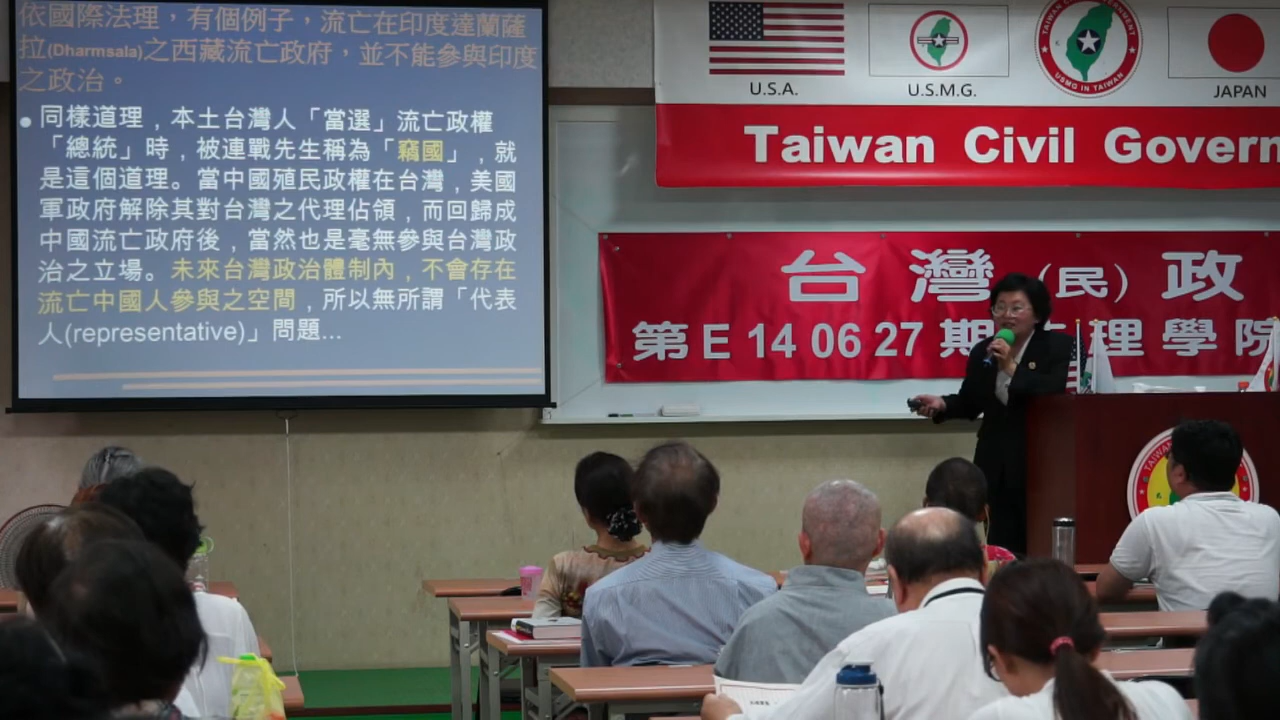 依國際法理，有個例子，流亡在印度達蘭薩
拉(Dharmsala)之西藏流亡政府，並不能參與印度
之政治。
同樣道理，本土台灣人「當選」流亡政權
「總統」時，被連戰先生稱為「竊國」，就
是這個道理。當中國殖民政權在台灣，美國
軍政府解除其對台灣之代理佔領，而回歸成
中國流亡政府後，當然也是毫無參與台灣政
治之立場。未來台灣政治體制內，不會存在
流亡中國人參與之空間，所以無所謂「代表
人(representative)」問題...
U.S.A.
U.S.M.G.
TAIWAN CIVIL GOVERNMENT
USMG IN TAIWAN
JAPAN
Taiwan Civil Govern
台灣(民)政
第E 14 06 27 期 理學院